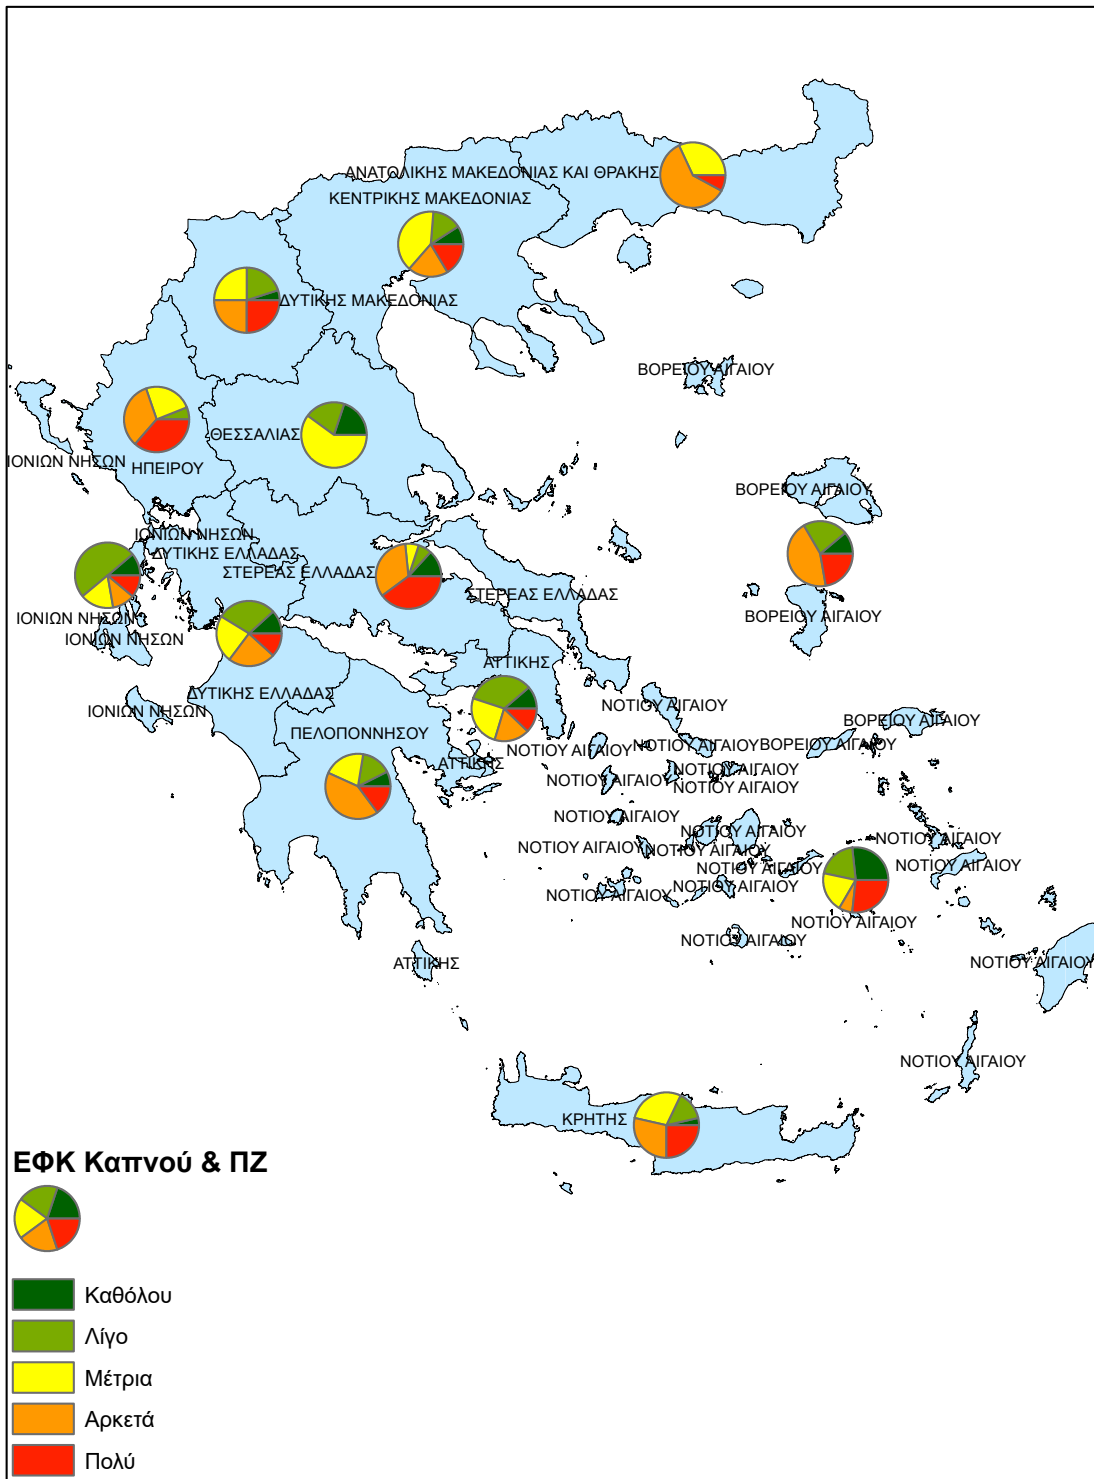 ΑΝΑΤΟΛΙΚΗΣ ΜΑΚΕΔΟΝΙΑΣ ΚΑΙ ΘΡΑΚΗΣ
ΚΕΝΤΡΙΚΗΣ ΜΑΚΕΔΟΝΙΑΣ
ΔΥΤΙΚΗΣ ΜΑΚΕΔΟΝΙΑΣ
ΒΟΡΕΙΟΥ ΑΙΓΑΙΟΥ
ΘΕΣΣΑΛΙΑΣ
ΙΟΝΙΩΝ ΝΗΣΩΝ
ΗΠΕΙΡΟΥ
ΒΟΡΕΙΟΥ ΑΙΓΑΙΟΥ
ΙΟΝΙΩΝ ΝΗΣΩΝ
ΔΥΤΙΚΗΣ ΕΛΛΑΔΑΣ
ΣΤΕΡΕΑΣ ΕΛΛΑΔΑΣ
ΣΤΕΡΕΑΣ ΕΛΛΑΔΑΣ
ΙΟΝΙΩΝ ΝΗΣΩΝ
ΒΟΡΕΙΟΥ ΑΙΓΑΙΟΥ
ΙΟΝΙΩΝ ΝΗΣΩΝ
ΑΤΤΙΚΗΣ
ΔΥΤΙΚΗΣ ΕΛΛΑΔΑΣ
ΙΟΝΙΩΝ ΝΗΣΩΝ
ΝΟΤΙΟΥ ΑΙΓΑΙΟΥ
ΒΟΡΕΙΟΥ ΑΙΓΑΙΟΥ
ΠΕΛΟΠΟΝΝΗΣΟΥ
ΝΟΤΙΟΥ ΑΙΓΑΙΟΥ
ΝΟΤΙΟΥ ΑΙΓΑΙΟΥ
ΒΟΡΕΙΟΥ ΑΙΓΑΙΟΥ
ΑΤΤΙΚΗΣ
ΝΟΤΙΟΥ ΑΙΓΑΙΟΥ
ΝΟΤΙΟΥ ΑΙΓΑΙΟΥ
ΝΟΤΙΟΥ ΑΙΓΑΙΟΥ
ΝΟΤΙΟΥ ΑΙΓΑΙΟΥ
ΝΟΤΙΟΥ ΑΙΓΑΙΟΥ
ΝΟΤΙΟΥ ΑΙΓΑΙΟΥ
ΝΟΤΙΟΥ ΑΙΓΑΙΟΥ
ΝΟΤΙΟΥ ΑΙΓΑΙΟΥ
ΝΟΤΙΟΥ ΑΙΓΑΙΟΥ
ΝΟΤΙΟΥ ΑΙΓΑΙΟΥ
ΝΟΤΙΟΥ ΑΙΓΑΙΟΥ
ΝΟΤΙΟΥ ΑΙΓΑΙΟΥ
ΝΟΤΙΟΥ ΑΙΓΑΙΟΥ
ΝΟΤΙΟΥ ΑΙΓΑΙΟΥ
ΑΤΤΙΚΗΣ
ΝΟΤΙΟΥ ΑΙΓΑΙΟΥ
ΝΟΤΙΟΥ ΑΙΓΑΙΟΥ
ΚΡΗΤΗΣ
ΕΦΚ Καπνού & ΠΖ
Καθόλου
Λίγο
Μέτρια
Αρκετά
Πολύ